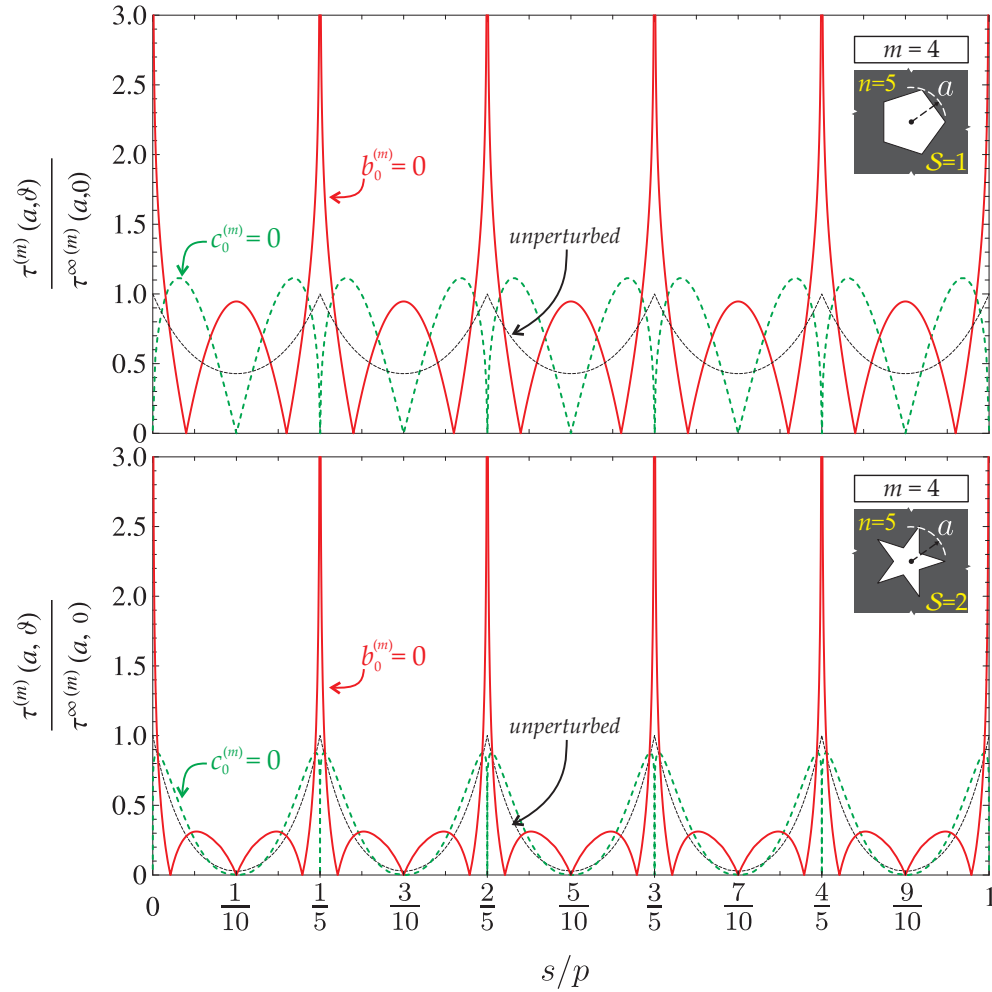 3.0
2.5
2.0
1.5
1.0
0.5
0
τ^(m) (a,ϑ)
τ^∞ (m) (a,0)
m = 4
n=5
a
S=1
b_0^(m) = 0
c_0^(m) = 0
unperturbed
3.0
2.5
2.0
1.5
1.0
0.5
0
τ^(m) (a, ϑ)
τ^∞ (m) (a, 0)
m = 4
n=5
a
S=2
b_0^(m) = 0
c_0^(m) = 0
unperturbed
0 1/10 1/5 3/10 2/5 5/10 3/5 7/10 4/5 9/10 1
s/p